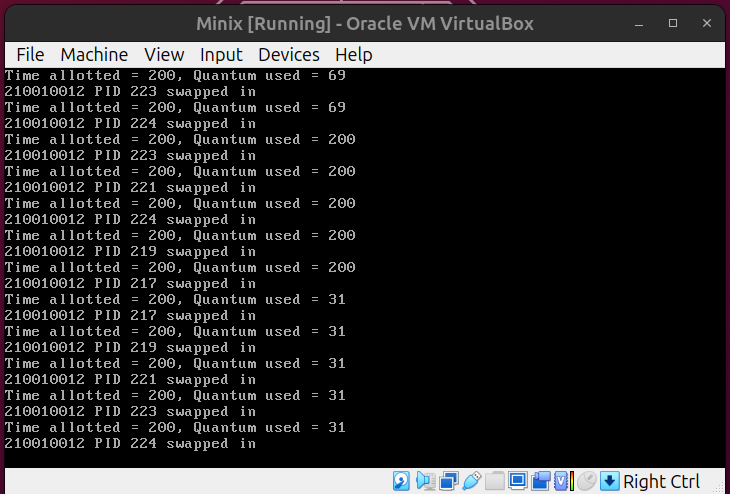 Minix [Running] - Oracle VM VirtualBox
File Machine View Input Devices Help
Time allotted = 200, Quantum used = 69
210010012 PID 223 swapped in
Time allotted = 200, Quantum used = 69
210010012 PID 224 swapped in
Time allotted = 200, Quantum used = 200
210010012 PID 223 swapped in
Time allotted = 200, Quantum used = 200
210010012 PID 221 swapped in
Time allotted = 200, Quantum used = 200
210010012 PID 224 swapped in
Time allotted = 200, Quantum used = 200
210010012 PID 219 swapped in
Time allotted = 200, Quantum used = 200
210010012 PID 217 swapped in
Time allotted = 200, Quantum used = 31
210010012 PID 217 swapped in
Time allotted = 200, Quantum used = 31
210010012 PID 219 swapped in
Time allotted = 200, Quantum used = 31
210010012 PID 221 swapped in
Time allotted = 200, Quantum used = 31
210010012 PID 223 swapped in
Time allotted = 200, Quantum used = 31
210010012 PID 224 swapped in
Right Ctrl